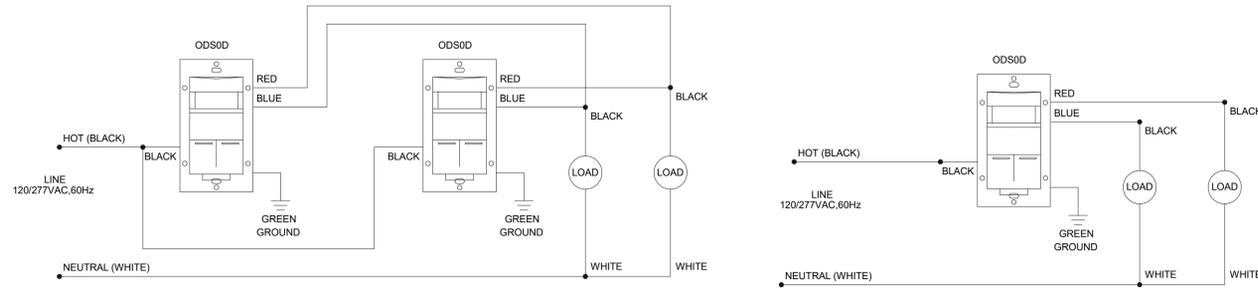 ODS0D
RED
BLUE
HOT (BLACK)
BLACK
LINE
120/277VAC,60Hz
GREEN
GROUND
NEUTRAL (WHITE)
ODS0D
RED
BLUE
BLACK
GREEN
GROUND
BLACK
BLACK
LOAD
LOAD
WHITE
WHITE
ODS0D
RED
BLUE
HOT (BLACK)
BLACK
LINE
120/277VAC,60Hz
GREEN
GROUND
NEUTRAL (WHITE)
BLACK
BLACK
LOAD
LOAD
WHITE
WHITE